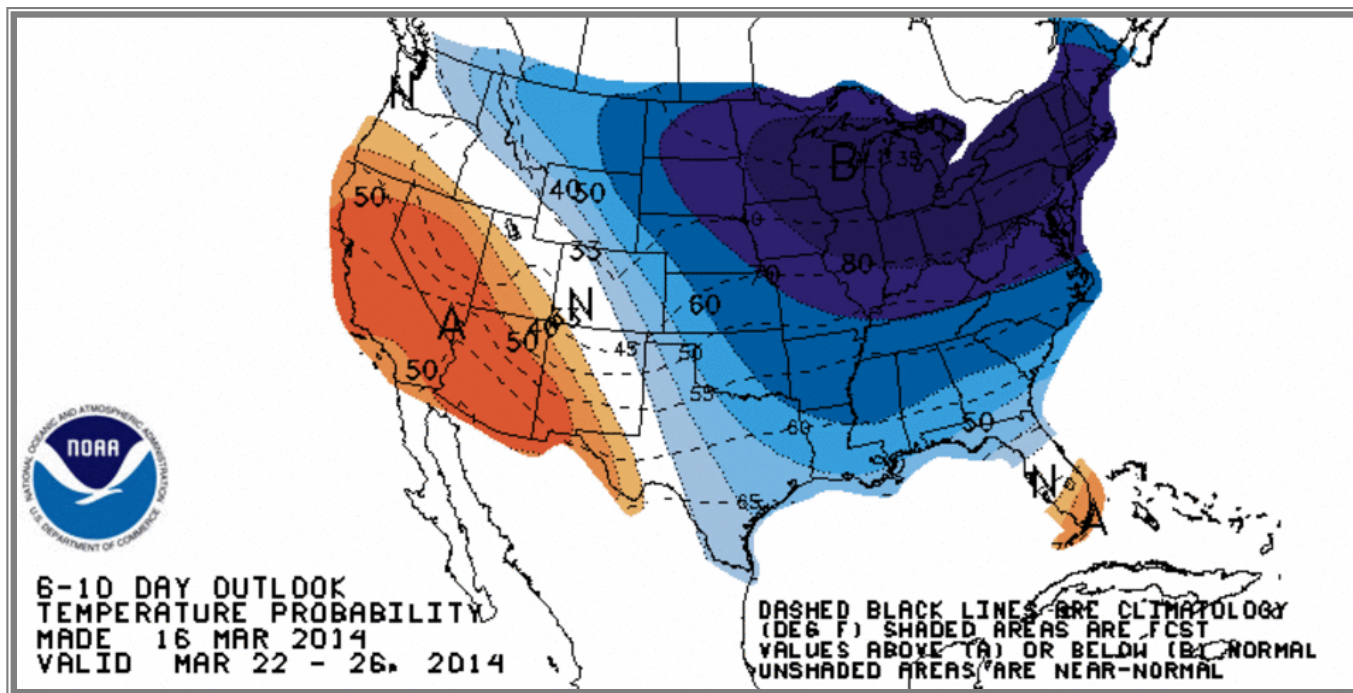 N
50
40 50
B
35
33
80
70
N
60
A
50
40
33
50
45
50
55
60
50
65
N
A
NATIONAL OCEANIC AND ATMOSPHERIC ADMINISTRATION
NOAA
U.S. DEPARTMENT OF COMMERCE
6-10 DAY OUTLOOK
TEMPERATURE PROBABILITY
MADE 16 MAR 2014
VALID MAR 22 - 26, 2014
DASHED BLACK LINES ARE CLIMATOLOGY
(DEG F) SHADED AREAS ARE FCST
VALUES ABOVE (A) OR BELOW (B) NORMAL
UNSHADED AREAS ARE NEAR-NORMAL